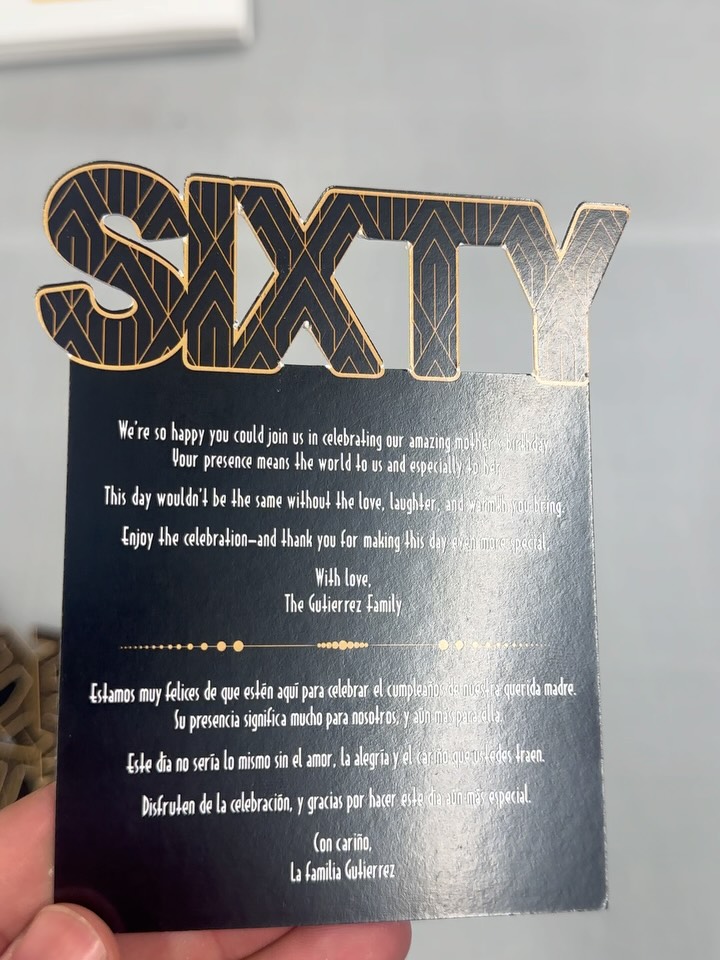 SIXTY
We're so happy you could join us in celebrating our amazing mother's birthday.
Your presence means the world to us and especially to her.
This day wouldn't be the same without the love, laughter, and warmth you bring.
Enjoy the celebration—and thank you for making this day even more special.
With love,
The Gutierrez Family
Estamos muy felices de que estén aquí para celebrar el cumpleaños de nuestra querida madre.
Su presencia significa mucho para nosotros, y aún más para ella.
Este día no sería lo mismo sin el amor, la alegría y el cariño que ustedes traen.
Disfruten de la celebración, y gracias por hacer este día aún más especial.
Con cariño,
La Familia Gutierrez